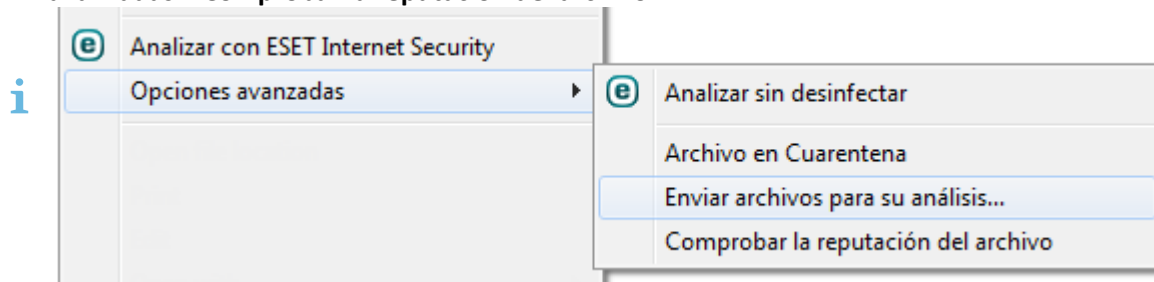 Analizar con ESET Internet Security
Opciones avanzadas
Analizar sin desinfectar
Archivo en Cuarentena
Enviar archivos para su análisis...
Comprobar la reputación del archivo